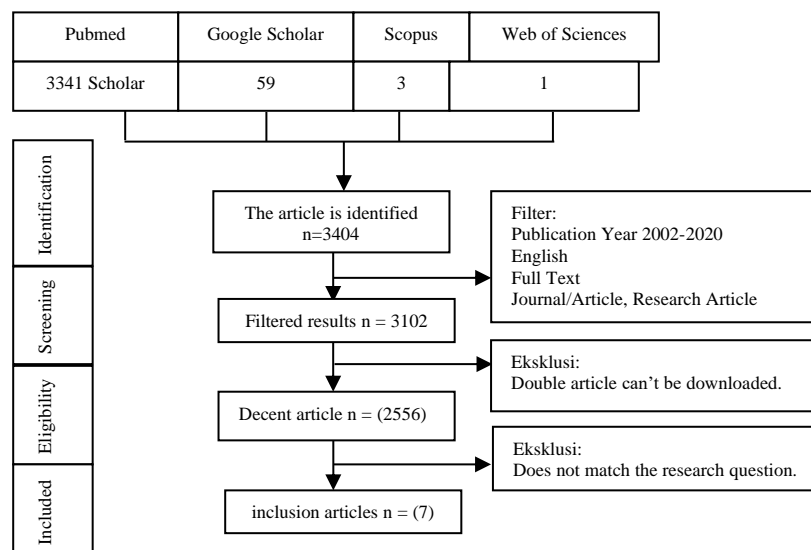 Pubmed
Google Scholar
Scopus
Web of Sciences
3341 Scholar
59
3
1
Identification
The article is identified
n=3404
Filter:
Publication Year 2002-2020
English
Full Text
Journal/Article, Research Article
Screening
Filtered results n = 3102
Eksklusi:
Double article can't be downloaded.
Eligibility
Decent article n = (2556)
Eksklusi:
Does not match the research question.
Included
inclusion articles n = (7)